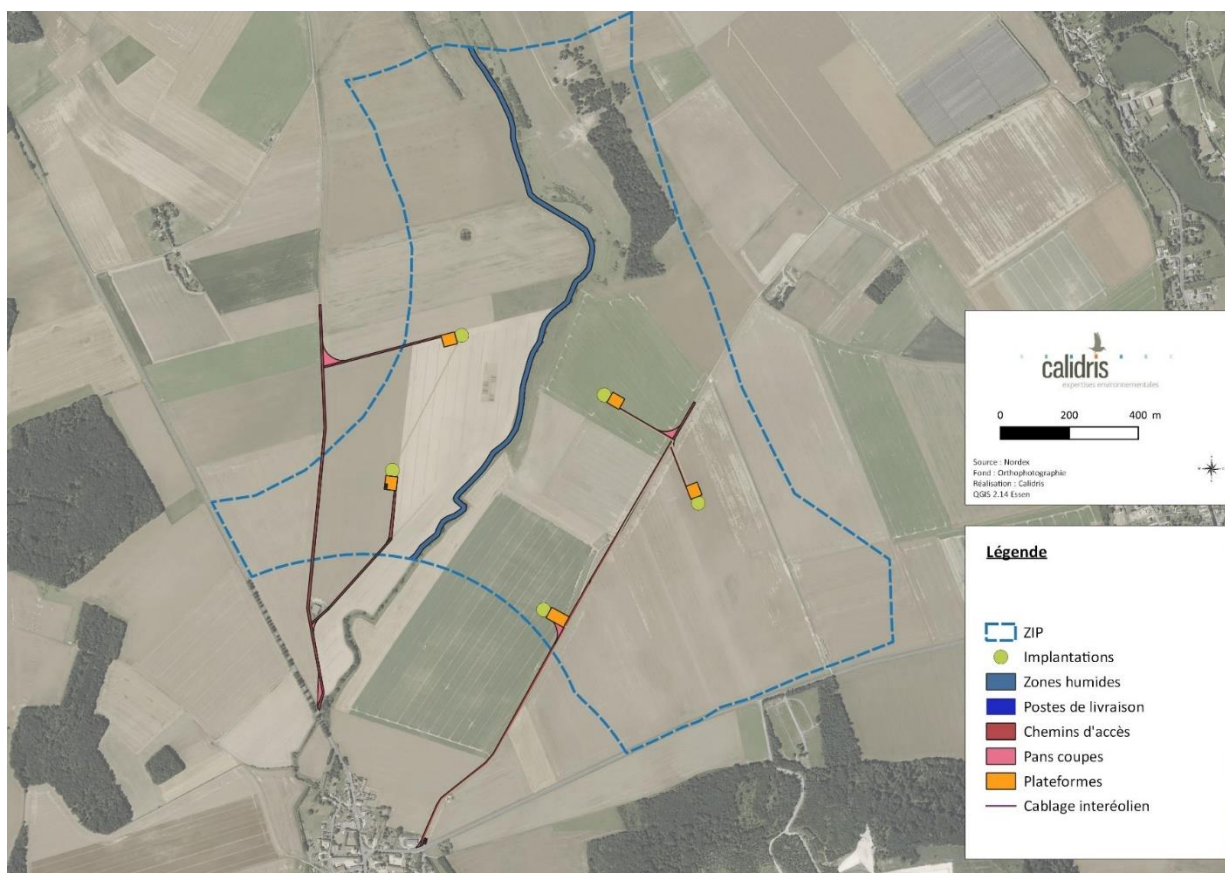 calidris
expertises environnementales
0 200 400 m
Source : Nordex
Fond : Orthophotographie
Réalisation : Calidris
QGIS 2.14 Essen
Légende
ZIP
Implantations
Zones humides
Postes de livraison
Chemins d'accès
Pans coupes
Plateformes
Cablage interéolien